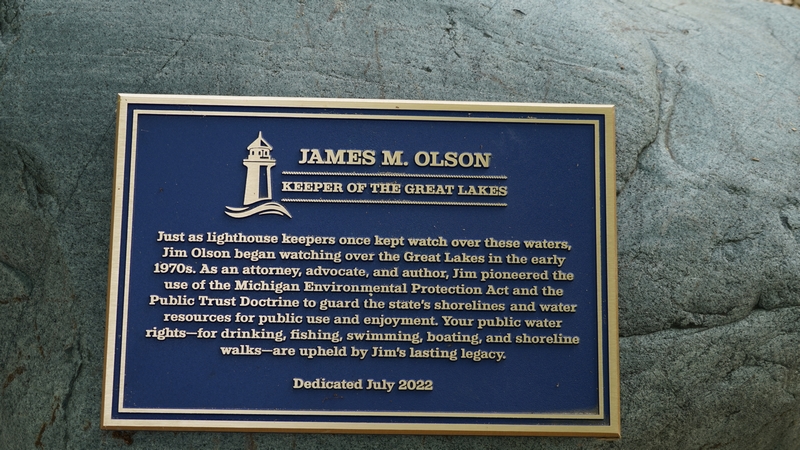 JAMES M. OLSON
KEEPER OF THE GREAT LAKES
Just as lighthouse keepers once kept watch over these waters,
Jim Olson began watching over the Great Lakes in the early
1970s. As an attorney, advocate, and author, Jim pioneered the
use of the Michigan Environmental Protection Act and the
Public Trust Doctrine to guard the state's shorelines and water
resources for public use and enjoyment. Your public water
rights—for drinking, fishing, swimming, boating, and shoreline
walks—are upheld by Jim's lasting legacy.
Dedicated July 2022